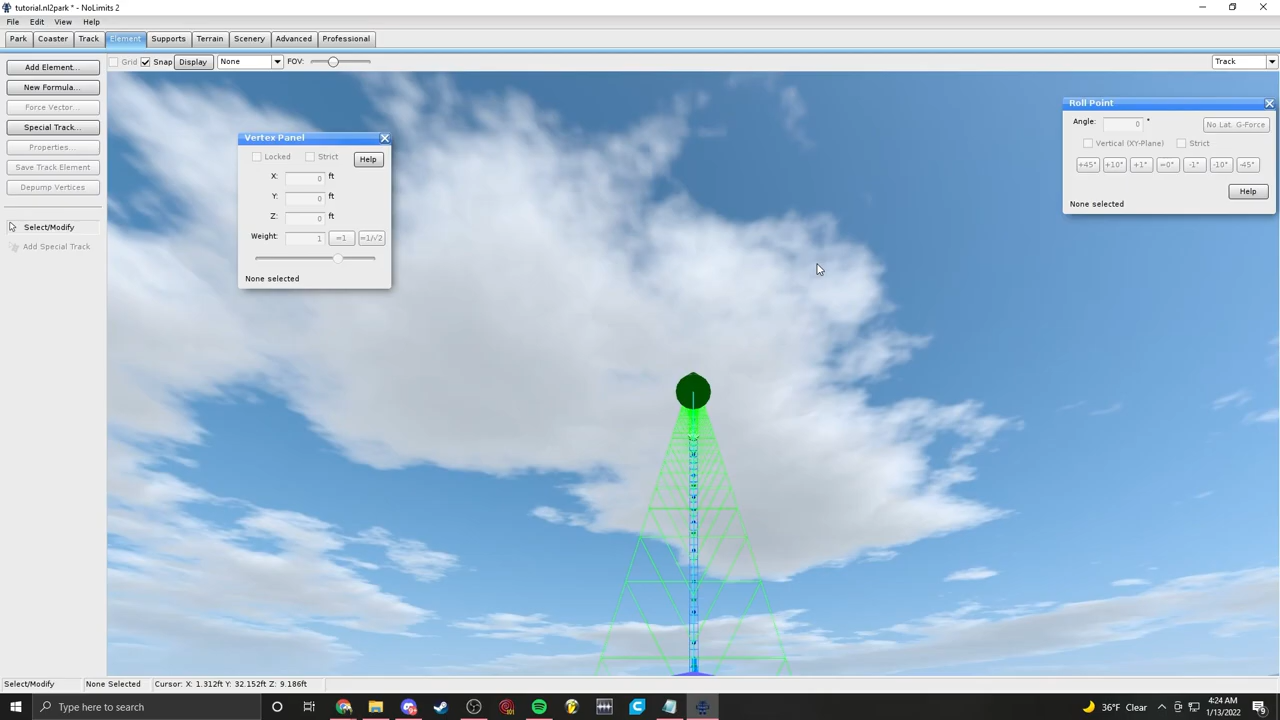 tutorial.nl2park * - NoLimits 2
File Edit View Help
Park Coaster Track Element Supports Terrain Scenery Advanced Professional
Grid Snap Display None FOV: Track
Add Element...
New Formula...
Force Vector...
Special Track...
Properties...
Save Track Element
Depump Vertices
Select/Modify
Add Special Track
Vertex Panel
Locked Strict Help
X: 0 ft
Y: 0 ft
Z: 0 ft
Weight: 1 =1 =1/√2
None selected
Roll Point
Angle: 0 ° No Lat. G-Force
Vertical (XY-Plane) Strict
+45° +10° +1° =0° -1° -10° -45°
Help
None selected
Select/Modify None Selected Cursor: X: 1.312ft Y: 32.152ft Z: 9.186ft
Type here to search
36°F Clear
4:24 AM
1/13/2022